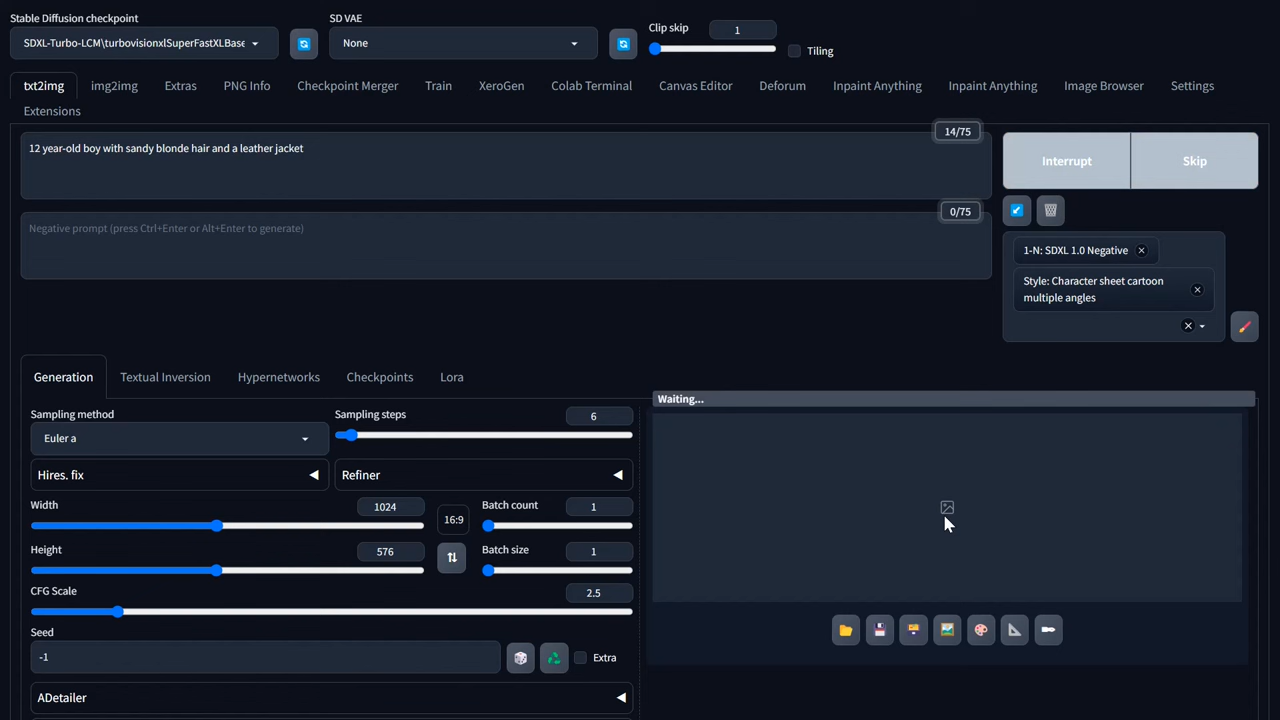 Stable Diffusion checkpoint
SD VAE
Clip skip
1
SDXL-Turbo-LCM\turbovisionxlSuperFastXLBase
None
Tiling
txt2img
img2img
Extras
PNG Info
Checkpoint Merger
Train
XeroGen
Colab Terminal
Canvas Editor
Deforum
Inpaint Anything
Inpaint Anything
Image Browser
Settings
Extensions
14/75
12 year-old boy with sandy blonde hair and a leather jacket
Interrupt
Skip
0/75
Negative prompt (press Ctrl+Enter or Alt+Enter to generate)
1-N: SDXL 1.0 Negative
Style: Character sheet cartoon
multiple angles
Generation
Textual Inversion
Hypernetworks
Checkpoints
Lora
Waiting...
Sampling method
Sampling steps
6
Euler a
Hires. fix
Refiner
Width
1024
16:9
Batch count
1
Height
576
Batch size
1
CFG Scale
2.5
Seed
-1
Extra
ADetailer